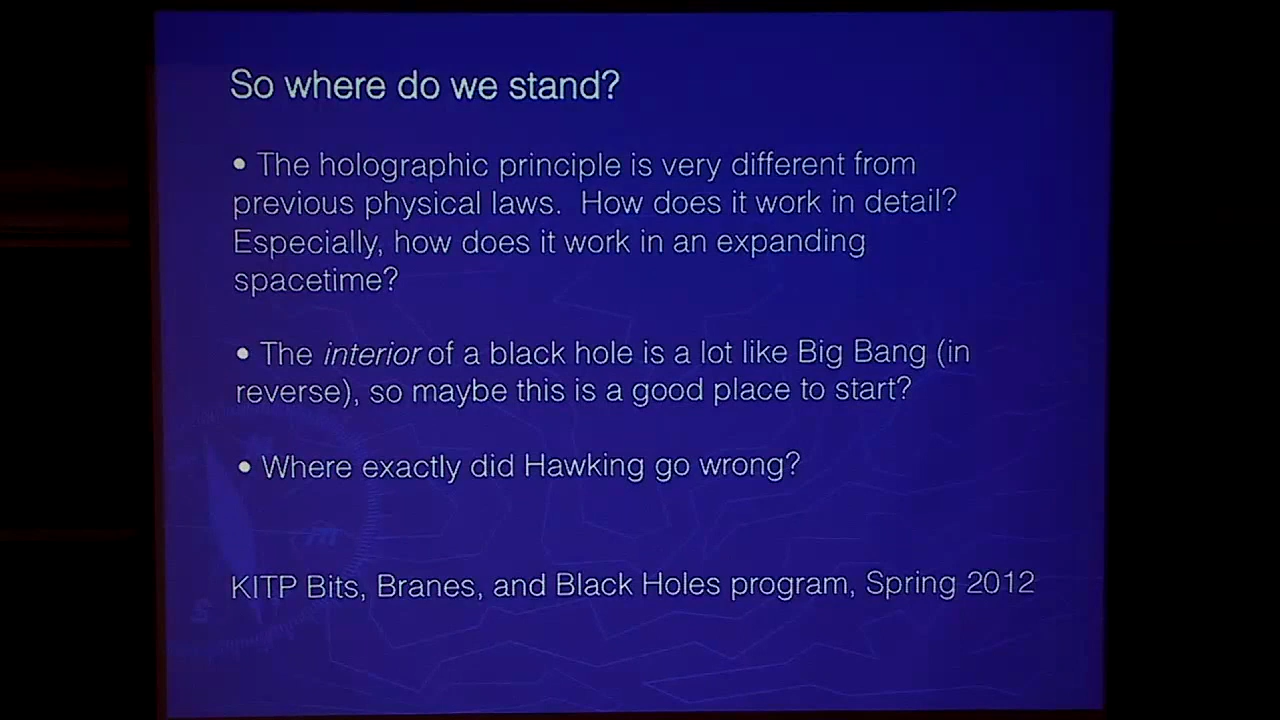 So where do we stand?
• The holographic principle is very different from
previous physical laws.  How does it work in detail?
Especially, how does it work in an expanding
spacetime?
• The interior of a black hole is a lot like Big Bang (in
reverse), so maybe this is a good place to start?
• Where exactly did Hawking go wrong?
KITP Bits, Branes, and Black Holes program, Spring 2012